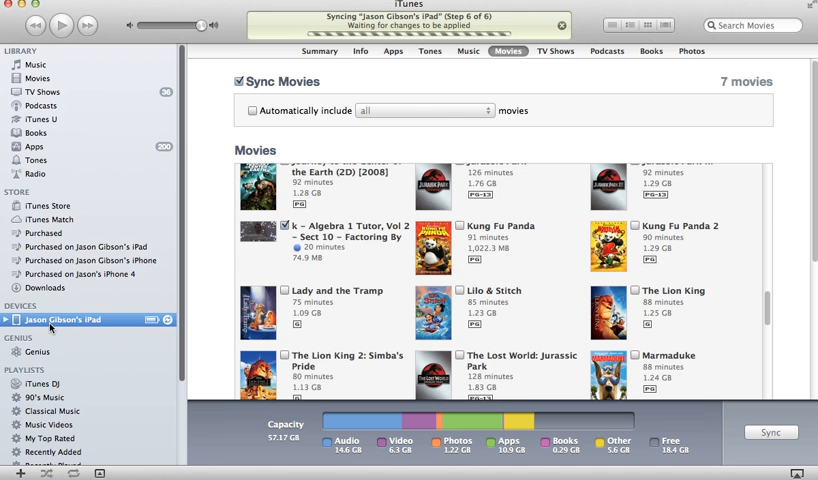 iTunes
Syncing "Jason Gibson's iPad" (Step 6 of 6)
Waiting for changes to be applied
Search Movies
Summary Info Apps Tones Music Movies TV Shows Podcasts Books Photos
LIBRARY
Music
Movies
TV Shows 36
Podcasts
iTunes U
Books
Apps 200
Tones
Radio
STORE
iTunes Store
iTunes Match
Purchased
Purchased on Jason Gibson's iPad
Purchased on Jason Gibson's iPhone
Purchased on Jason's iPhone 4
Downloads
DEVICES
Jason Gibson's iPad
GENIUS
Genius
PLAYLISTS
iTunes DJ
90's Music
Classical Music
Music Videos
My Top Rated
Recently Added
Recently Played
Sync Movies
7 movies
Automatically include all movies
Movies
Journey to the Center of
the Earth (2D) [2008]
92 minutes
1.28 GB
PG
Jurassic Park
126 minutes
1.76 GB
PG-13
92 minutes
1.29 GB
PG-13
k - Algebra 1 Tutor, Vol 2
- Sect 10 - Factoring By
20 minutes
74.9 MB
Kung Fu Panda
91 minutes
1,022.3 MB
PG
Kung Fu Panda 2
90 minutes
1.29 GB
PG
Lady and the Tramp
75 minutes
1.09 GB
G
Lilo & Stitch
85 minutes
1.23 GB
PG
The Lion King
88 minutes
1.25 GB
G
The Lion King 2: Simba's
Pride
80 minutes
1.13 GB
G
The Lost World: Jurassic
Park
128 minutes
1.83 GB
PG-13
Marmaduke
88 minutes
1.24 GB
PG
Capacity
57.17 GB
Audio
14.6 GB
Video
6.3 GB
Photos
1.22 GB
Apps
10.9 GB
Books
0.29 GB
Other
5.6 GB
Free
18.4 GB
Sync